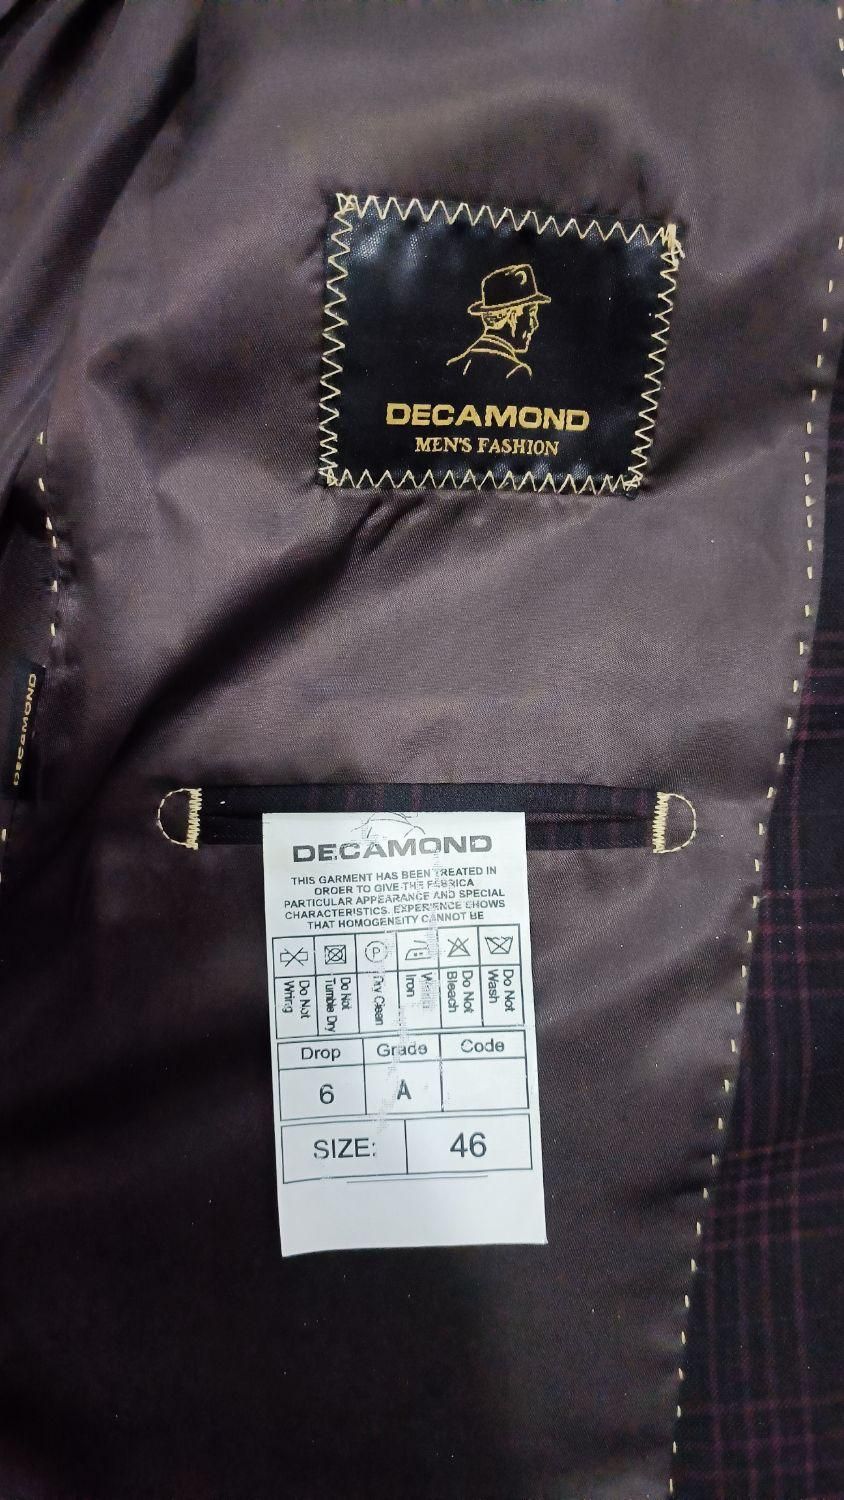 DECAMOND
MEN'S FASHION
DECAMOND
DECAMOND
THIS GARMENT HAS BEEN TREATED IN
OROER TO GIVE THE FABRICA
PARTICULAR APPEARANCE AND SPECIAL
CHARACTERISTICS. EXPERIENCE SHOWS
THAT HOMOGENEITY CANNOT BE
P
Do Not Wring
Do Not Tumble Dry
Dry Clean
Iron
Do Not Bleach
Do Not Wash
Drop Grade Code
6 A
SIZE: 46